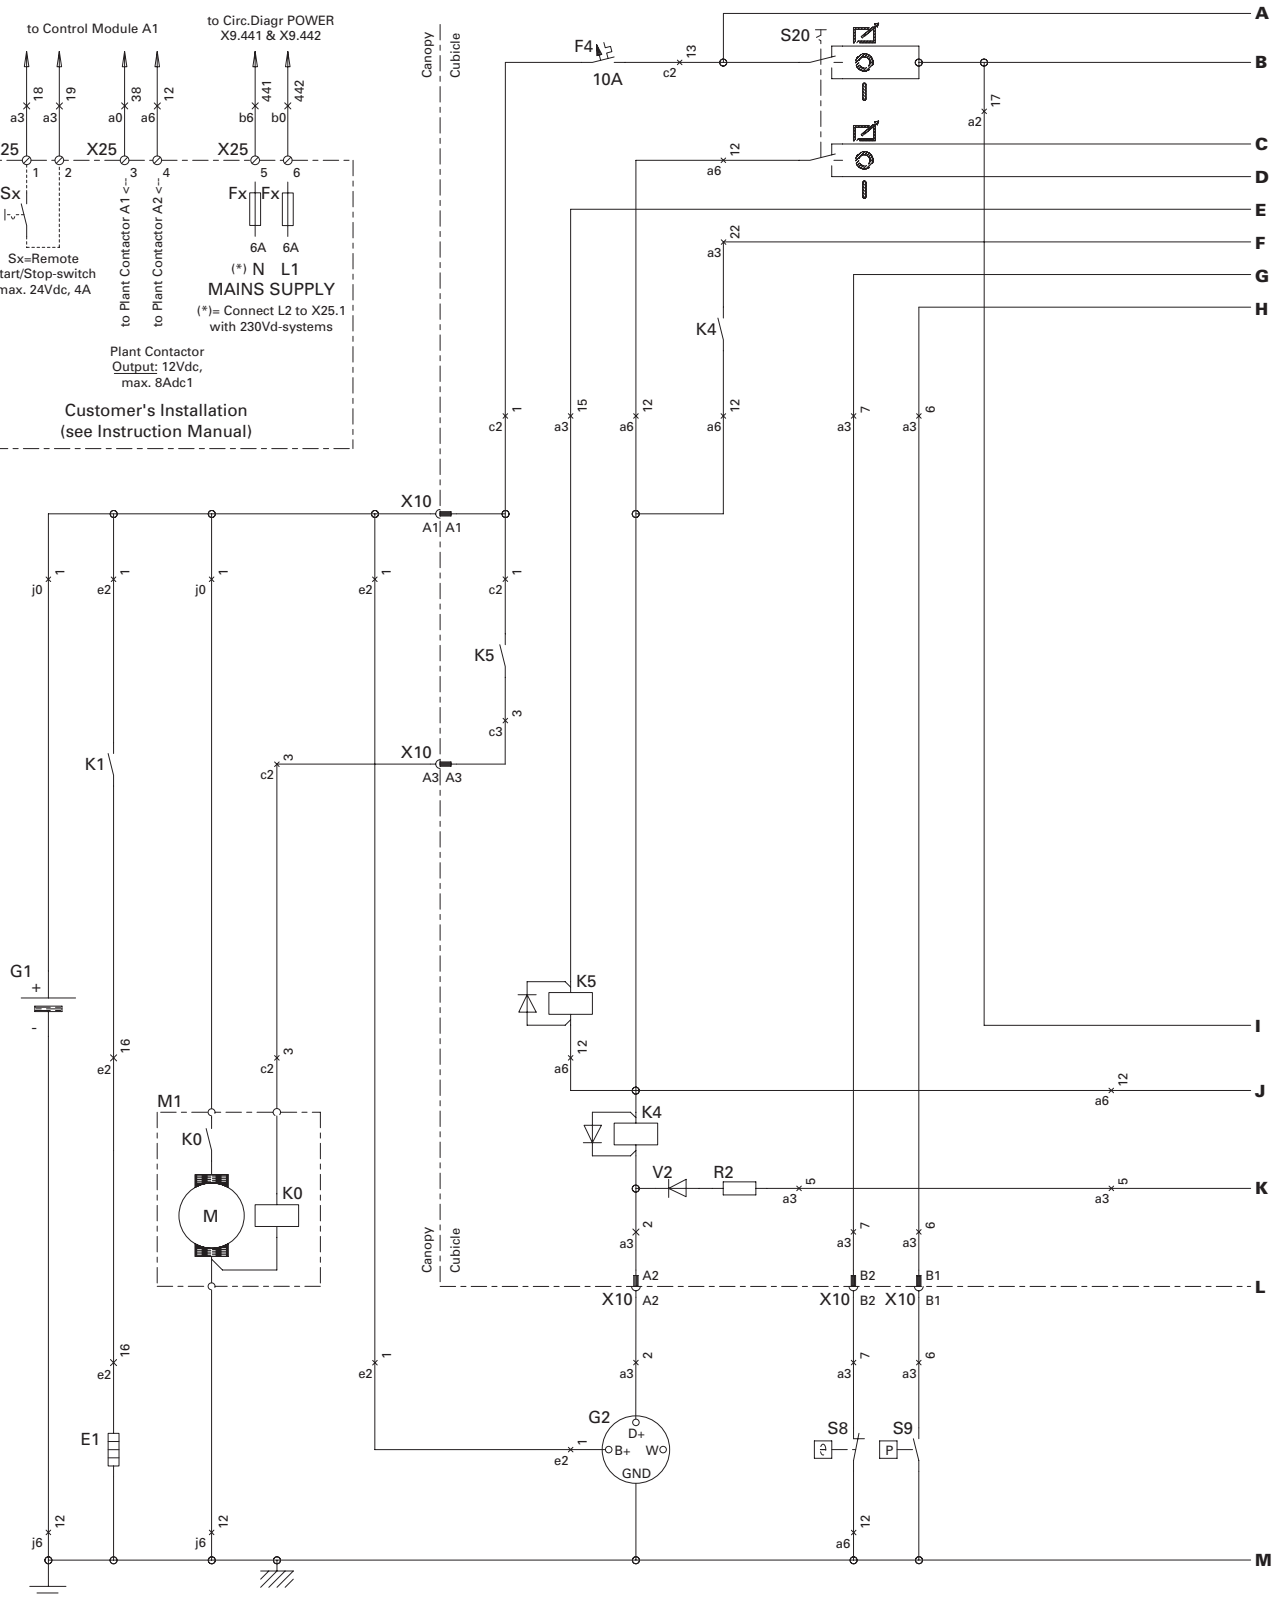 to Control Module A1
to Circ.Diagr POWER
X9.441 & X9.442
18
19
38
12
441
442
a3
a3
a0
a6
b6
b0
25
X25
X25
1
2
3
4
5
6
Sx
Fx
Fx
6A
6A
Sx=Remote
tart/Stop-switch
max. 24Vdc, 4A
to Plant Contactor A1 <--
to Plant Contactor A2 <--
(*) N L1
MAINS SUPPLY
(*)= Connect L2 to X25.1
with 230Vd-systems
Plant Contactor
Output: 12Vdc,
max. 8Adc1
Customer's Installation
(see Instruction Manual)
Canopy
Cubicle
F4
10A
13
c2
S20
A
B
17
a2
12
a6
C
D
E
22
a3
F
G
H
K4
1
c2
15
a3
12
a6
12
a6
7
a3
6
a3
X10
A1
A1
1
j0
1
e2
1
j0
1
e2
1
c2
K5
3
c3
K1
3
c2
X10
A3
A3
G1
+
-
K5
I
16
e2
3
c2
12
a6
12
a6
J
M1
K0
M
K0
K4
V2
R2
5
a3
5
a3
K
Canopy
Cubicle
2
a3
7
a3
6
a3
A2
B2
B1
X10
A2
X10
B2
X10
B1
L
16
e2
1
e2
2
a3
7
a3
6
a3
E1
G2
D+
B+
W
GND
1
e2
S8
S9
P
12
j6
12
j6
12
a6
M